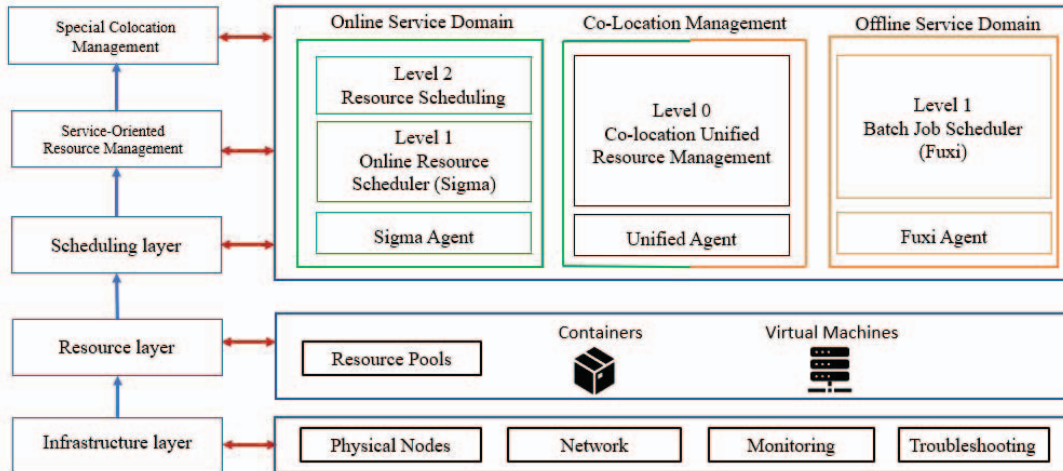 Special Colocation
Management
Service-Oriented
Resource Management
Scheduling layer
Resource layer
Infrastructure layer
Online Service Domain
Level 2
Resource Scheduling
Level 1
Online Resource
Scheduler (Sigma)
Sigma Agent
Co-Location Management
Level 0
Co-location Unified
Resource Management
Unified Agent
Offline Service Domain
Level 1
Batch Job Scheduler
(Fuxi)
Fuxi Agent
Resource Pools
Containers
Virtual Machines
Physical Nodes
Network
Monitoring
Troubleshooting